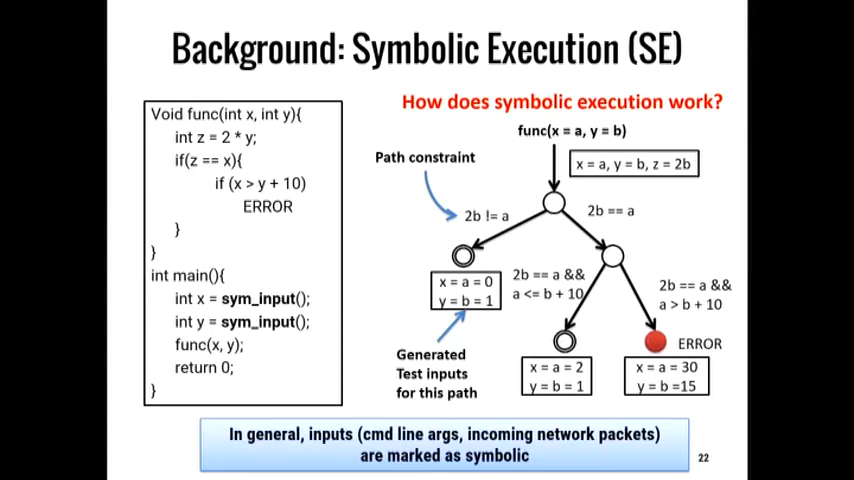 Background: Symbolic Execution (SE)
Void func(int x, int y){
int z = 2 * y;
if(z == x){
if (x > y + 10)
ERROR
}
}
int main(){
int x = sym_input();
int y = sym_input();
func(x, y);
return 0;
}
How does symbolic execution work?
func(x = a, y = b)
x = a, y = b, z = 2b
Path constraint
2b != a
2b == a
x = a = 0
y = b = 1
2b == a &&
a <= b + 10
2b == a &&
a > b + 10
ERROR
Generated
Test inputs
for this path
x = a = 2
y = b = 1
x = a = 30
y = b =15
In general, inputs (cmd line args, incoming network packets)
are marked as symbolic
22